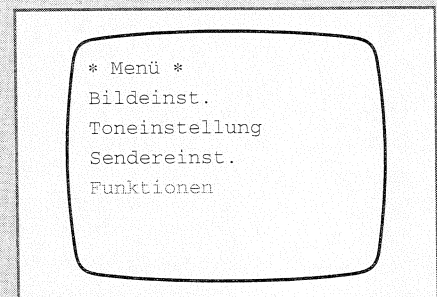 * Menü *
Bildeinst.
Toneinstellung
Sendereinst.
Funktionen